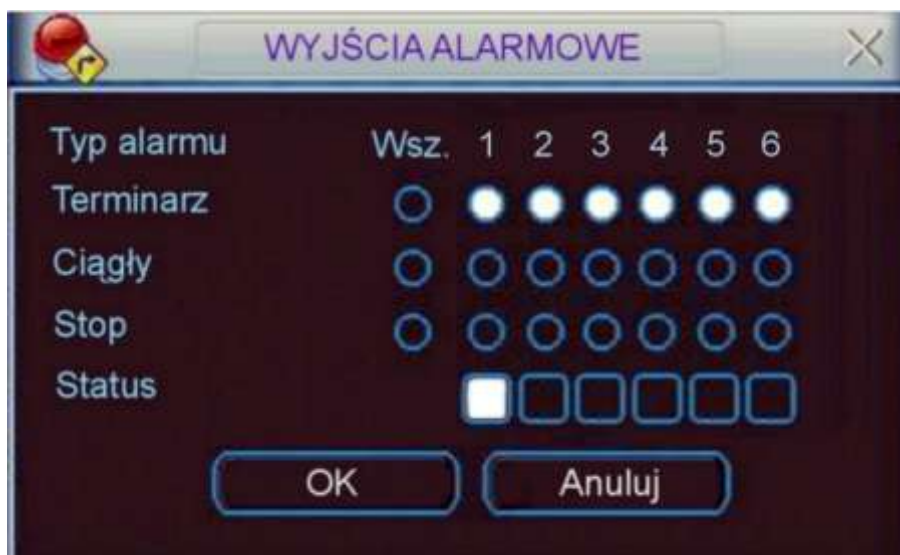 WYJŚCIA ALARMOWE
Typ alarmu Wsz. 1 2 3 4 5 6
Terminarz
Ciągły
Stop
Status
OK Anuluj